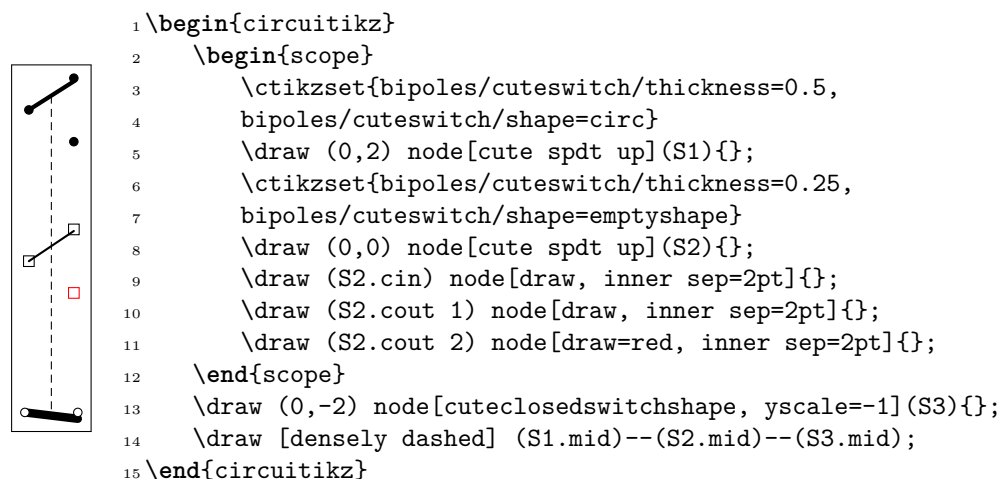 1 \begin{circuitikz}
2     \begin{scope}
3         \ctikzset{bipoles/cuteswitch/thickness=0.5,
4         bipoles/cuteswitch/shape=circ}
5         \draw (0,2) node[cute spdt up](S1){};
6         \ctikzset{bipoles/cuteswitch/thickness=0.25,
7         bipoles/cuteswitch/shape=emptyshape}
8         \draw (0,0) node[cute spdt up](S2){};
9         \draw (S2.cin) node[draw, inner sep=2pt]{};
10         \draw (S2.cout 1) node[draw, inner sep=2pt]{};
11         \draw (S2.cout 2) node[draw=red, inner sep=2pt]{};
12     \end{scope}
13     \draw (0,-2) node[cuteclosedswitchshape, yscale=-1](S3){};
14     \draw [densely dashed] (S1.mid)--(S2.mid)--(S3.mid);
15 \end{circuitikz}